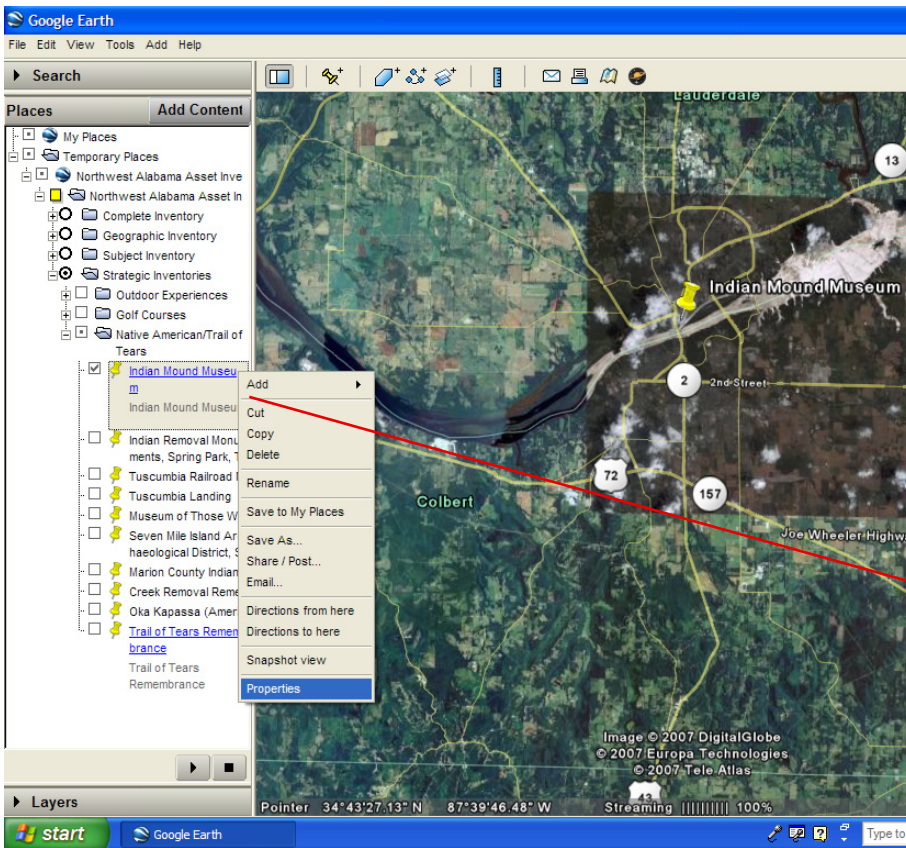 Google Earth
File Edit View Tools Add Help
Search
Places
Add Content
My Places
Temporary Places
Northwest Alabama Asset Inve
Northwest Alabama Asset In
Complete Inventory
Geographic Inventory
Subject Inventory
Strategic Inventories
Outdoor Experiences
Golf Courses
Native American/Trail of
Tears
Indian Mound Museu
m
Indian Mound Museu
Indian Removal Monu
ments, Spring Park, T
Tuscumbia Railroad
Tuscumbia Landing
Museum of Those W
Seven Mile Island Ar
haeological District, S
Marion County Indian
Creek Removal Reme
Oka Kapassa (Amer
Trail of Tears Remem
brance
Trail of Tears
Remembrance
Layers
Add
Cut
Copy
Delete
Rename
Save to My Places
Save As...
Share / Post...
Email...
Directions from here
Directions to here
Snapshot view
Properties
Lauderdale
13
Indian Mound Museum
2
2nd Street
72
157
Colbert
Joe Wheeler Highw
Image © 2007 DigitalGlobe
© 2007 Europa Technologies
© 2007 Tele Atlas
43
Pointer 34°43'27.13" N 87°39'46.48" W Streaming ||||||||| 100%
start
Google Earth
Type to